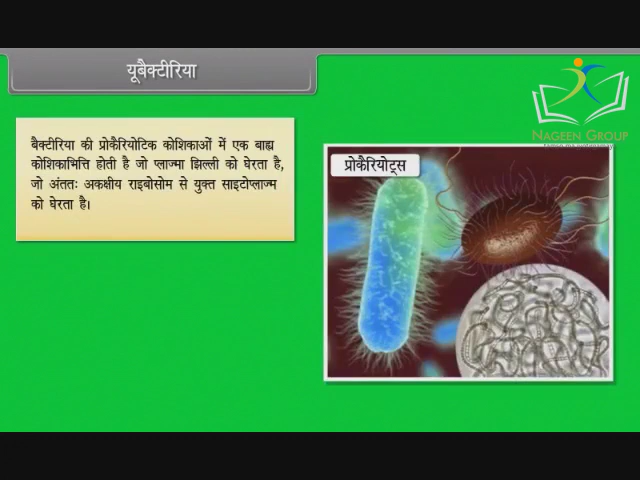 यूबैक्टीरिया
बैक्टीरिया की प्रोकैरियोटिक कोशिकाओं में एक बाह्य
कोशिकाभित्ति होती है जो प्लाज्मा झिल्ली को घेरता है,
जो अंततः अकक्षीय राइबोसोम से युक्त साइटोप्लाज्म
को घेरता है।
NAGEEN GROUP
प्रोकैरियोट्स